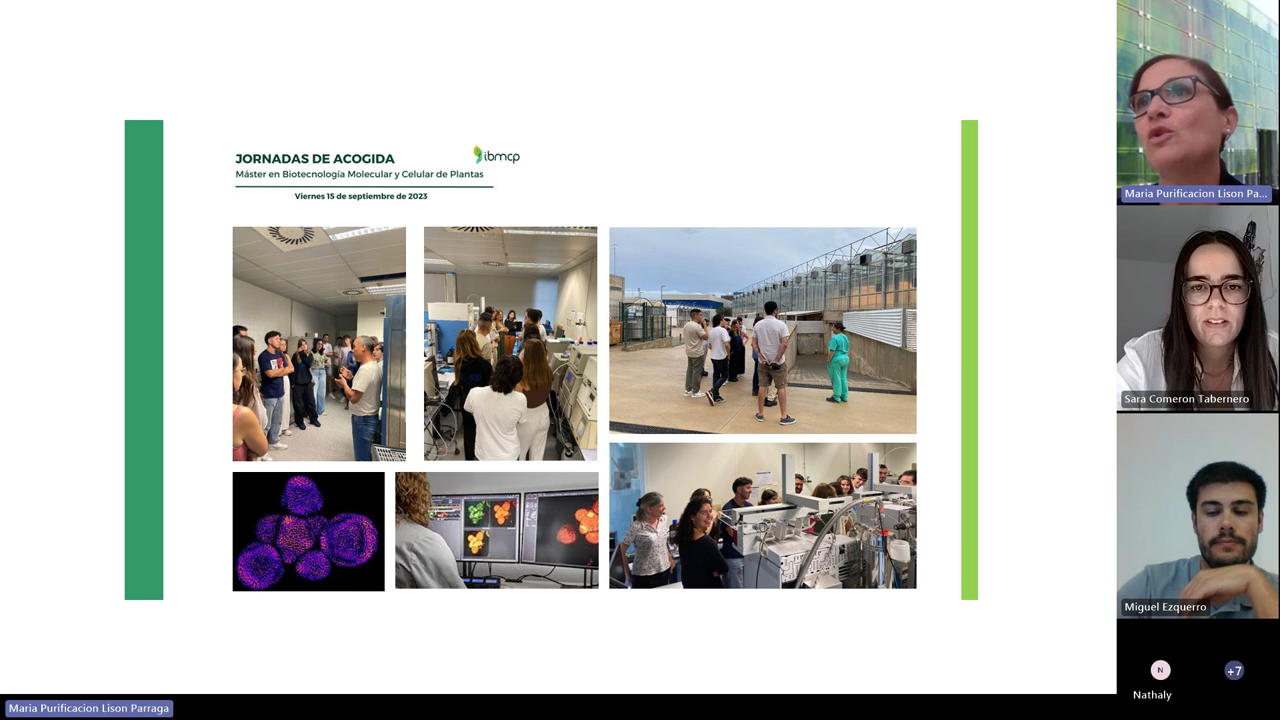 JORNADAS DE ACOGIDA
ibmcp
Máster en Biotecnología Molecular y Celular de Plantas
Viernes 15 de septiembre de 2023
Maria Purificacion Lison Pa...
Sara Comeron Tabernero
Miguel Ezquerro
N
+7
Nathaly
Maria Purificacion Lison Parraga